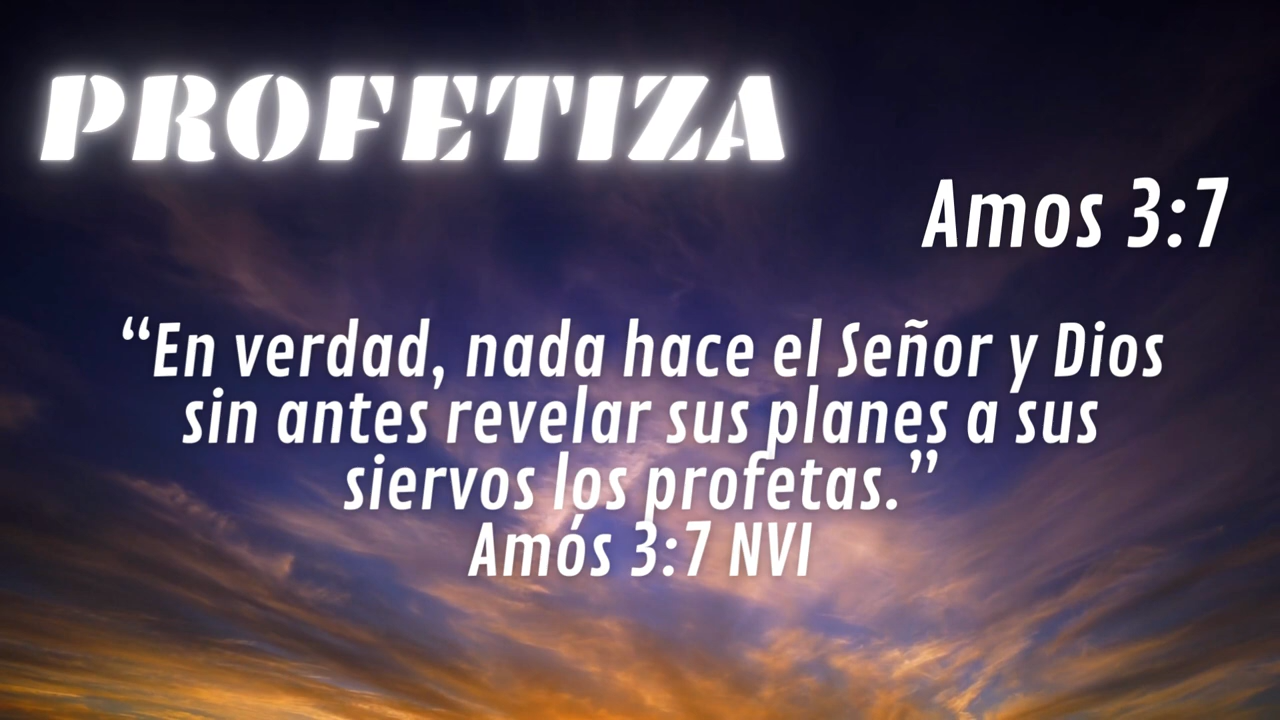 PROFETIZA
Amos 3:7
“En verdad, nada hace el Señor y Dios
sin antes revelar sus planes a sus
siervos los profetas.”
Amós 3:7 NVI